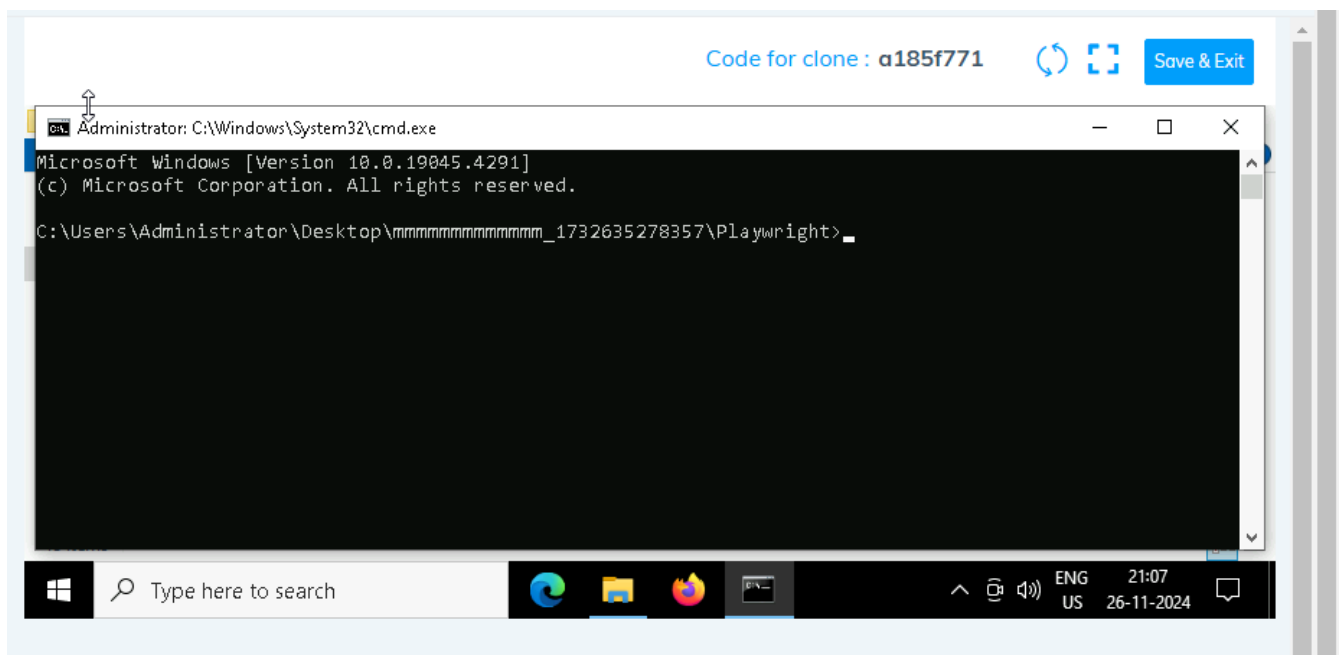 Code for clone : a185f771
Save & Exit
Administrator: C:\Windows\System32\cmd.exe
Microsoft Windows [Version 10.0.19045.4291]
(c) Microsoft Corporation. All rights reserved.
C:\Users\Administrator\Desktop\mmmmmmmmmmmmm_1732635278357\Playwright>
Type here to search
ENG
US
21:07
26-11-2024